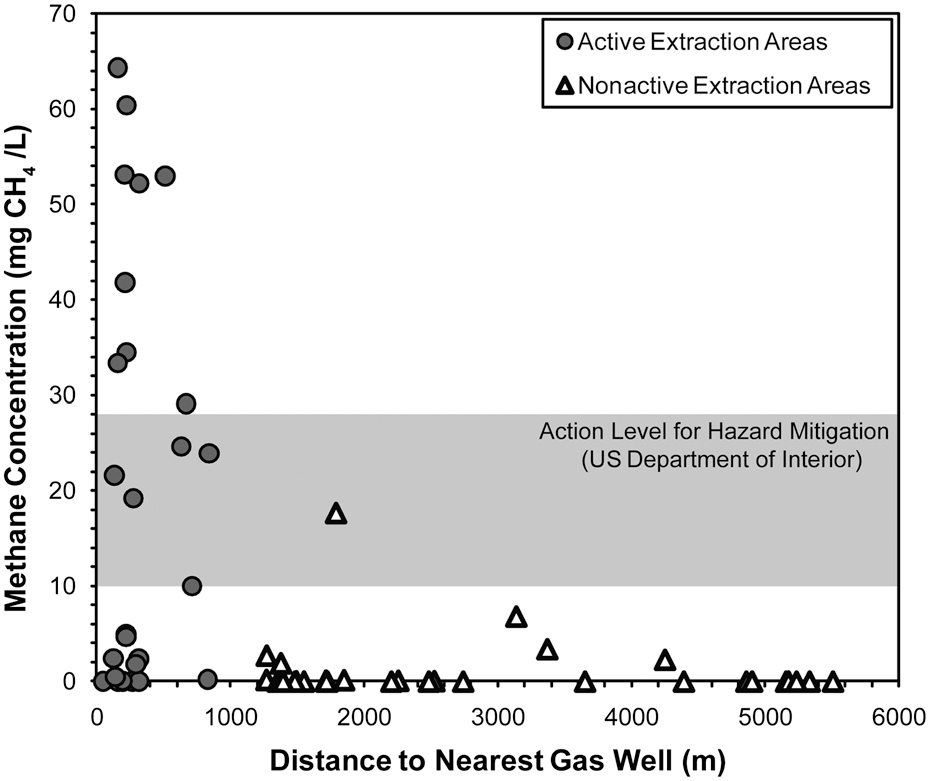 Methane Concentration (mg CH₄ /L)
70
60
50
40
30
20
10
0
Active Extraction Areas
Nonactive Extraction Areas
Action Level for Hazard Mitigation
(US Department of Interior)
0 1000 2000 3000 4000 5000 6000
Distance to Nearest Gas Well (m)